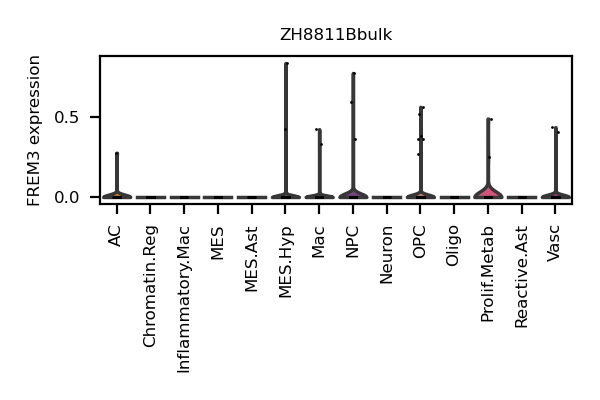 ZH8811Bbulk
FREM3 expression
0.5
0.0
AC
Chromatin.Reg
Inflammatory.Mac
MES
MES.Ast
MES.Hyp
Mac
NPC
Neuron
OPC
Oligo
Prolif.Metab
Reactive.Ast
Vasc